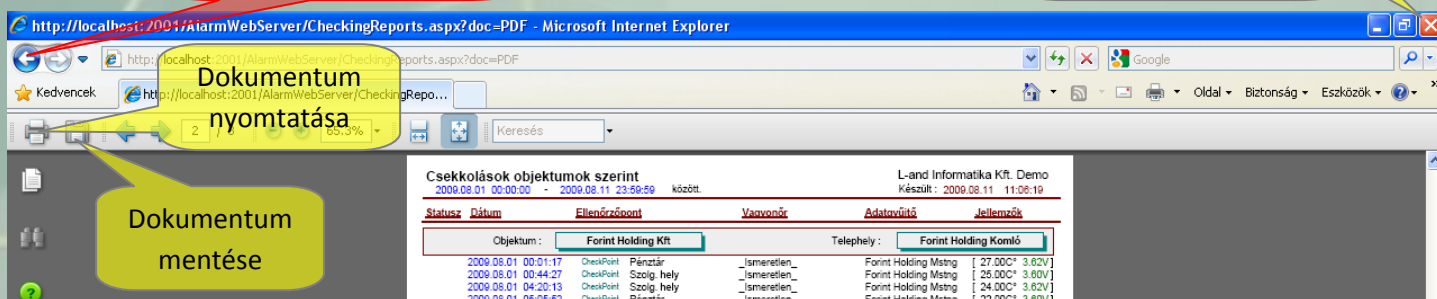 http://localhost:2001/AlarmWebServer/CheckingReports.aspx?doc=PDF - Microsoft Internet Explorer
http://localhost:2001/AlarmWebServer/CheckingReports.aspx?doc=PDF
Google
Kedvencek
http://localhost:2001/AlarmWebServer/CheckingRepo...
Oldal
Biztonság
Eszközök
Dokumentum
nyomtatása
2 /
65.3%
Keresés
Dokumentum
mentése
Csekkolások objektumok szerint
L-and Informatika Kft. Demo
2009.08.01 00:00:00 - 2009.08.11 23:59:59 között.
Készült: 2009.08.11 11:06:19
Statusz Dátum Ellenőrzőpont Vagyonőr Adatgyűjtő Jellemzők
Objektum : Forint Holding Kft Telephely : Forint Holding Komló
2009.08.01 00:01:17 CheckPoint Pénztár _Ismeretlen_ Forint Holding Mstng [ 27.00C° 3.62V]
2009.08.01 00:44:27 CheckPoint Szolg. hely _Ismeretlen_ Forint Holding Mstng [ 25.00C° 3.60V]
2009.08.01 04:20:13 CheckPoint Szolg. hely _Ismeretlen_ Forint Holding Mstng [ 24.00C° 3.62V]